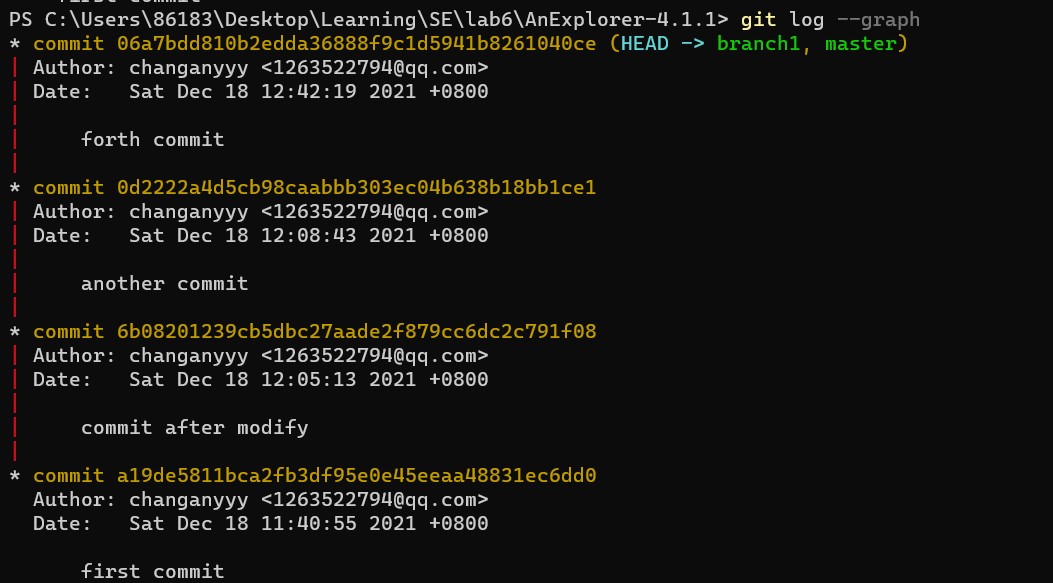 PS C:\Users\86183\Desktop\Learning\SE\lab6\AnExplorer-4.1.1> git log --graph
* commit 06a7bdd810b2edda36888f9c1d5941b8261040ce (HEAD -> branch1, master)
| Author: changanyyy <1263522794@qq.com>
| Date:   Sat Dec 18 12:42:19 2021 +0800
|
|     forth commit
|
* commit 0d2222a4d5cb98caabbb303ec04b638b18bb1ce1
| Author: changanyyy <1263522794@qq.com>
| Date:   Sat Dec 18 12:08:43 2021 +0800
|
|     another commit
|
* commit 6b08201239cb5dbc27aade2f879cc6dc2c791f08
| Author: changanyyy <1263522794@qq.com>
| Date:   Sat Dec 18 12:05:13 2021 +0800
|
|     commit after modify
|
* commit a19de5811bca2fb3df95e0e45eeaa48831ec6dd0
  Author: changanyyy <1263522794@qq.com>
  Date:   Sat Dec 18 11:40:55 2021 +0800

      first commit